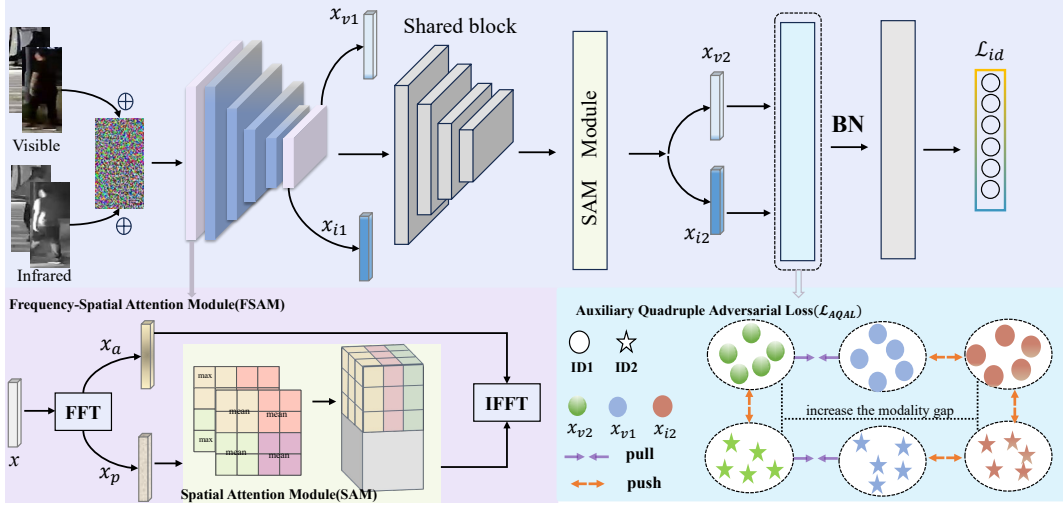 Visible
Infrared
x_{v1}
x_{i1}
Shared block
SAM Module
x_{v2}
x_{i2}
BN
ℒ_{id}
Frequency-Spatial Attention Module(FSAM)
x
FFT
x_a
x_p
max
max
mean
mean
mean
mean
Spatial Attention Module(SAM)
IFFT
Auxiliary Quadruple Adversarial Loss(ℒ_{AQAL})
ID1
ID2
x_{v2}
x_{v1}
x_{i2}
pull
push
increase the modality gap